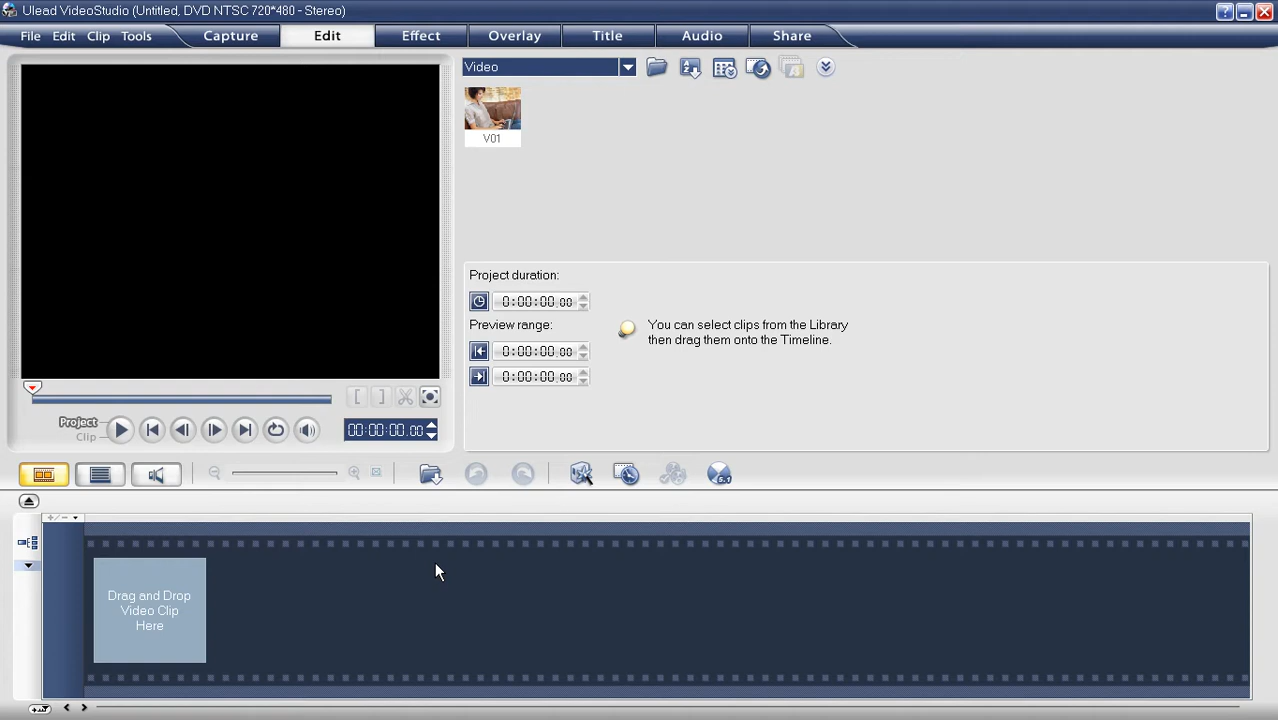 Ulead VideoStudio (Untitled, DVD NTSC 720*480 - Stereo)
File Edit Clip Tools Capture Edit Effect Overlay Title Audio Share
Video
V01
Project duration:
0:00:00.00
Preview range:
0:00:00.00
0:00:00.00
You can select clips from the Library
then drag them onto the Timeline.
Project
Clip
00:00:00.00
5.1
Drag and Drop
Video Clip
Here